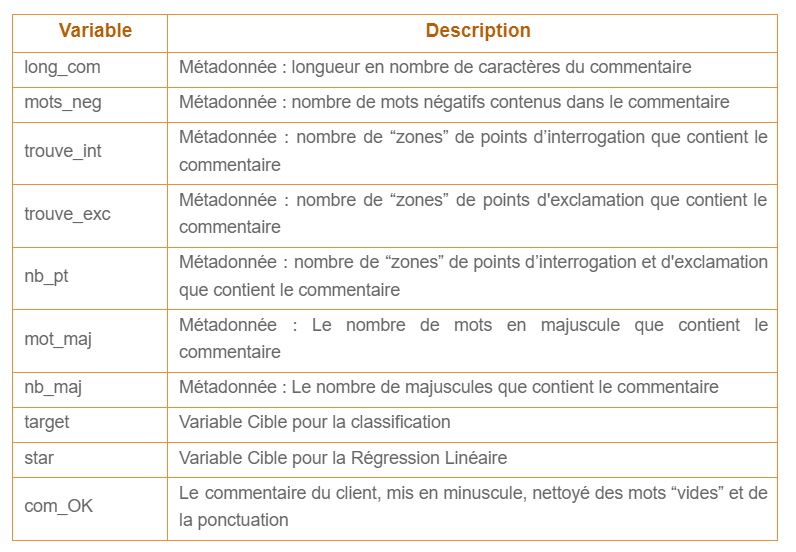 Variable Description
long_com Métadonnée : longueur en nombre de caractères du commentaire
mots_neg Métadonnée : nombre de mots négatifs contenus dans le commentaire
trouve_int Métadonnée : nombre de “zones” de points d’interrogation que contient le
commentaire
trouve_exc Métadonnée : nombre de “zones” de points d'exclamation que contient le
commentaire
nb_pt Métadonnée : nombre de “zones” de points d’interrogation et d'exclamation
que contient le commentaire
mot_maj Métadonnée : Le nombre de mots en majuscule que contient le
commentaire
nb_maj Métadonnée : Le nombre de majuscules que contient le commentaire
target Variable Cible pour la classification
star Variable Cible pour la Régression Linéaire
com_OK Le commentaire du client, mis en minuscule, nettoyé des mots “vides” et de
la ponctuation